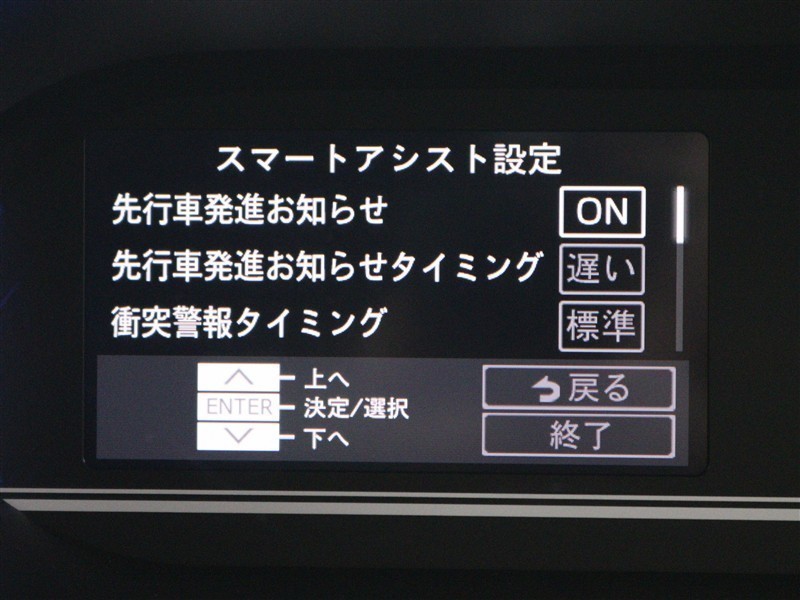 スマートアシスト設定
先行車発進お知らせ ON
先行車発進お知らせタイミング 遅い
衝突警報タイミング 標準
上へ
ENTER 決定/選択
下へ
戻る
終了